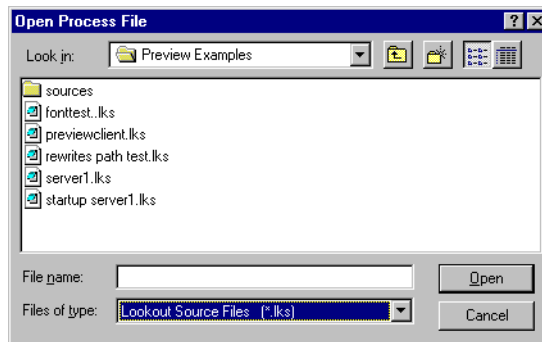 Open Process File
Look in: Preview Examples
sources
fonttest..lks
previewclient.lks
rewrites path test.lks
server1.lks
startup server1.lks
File name: Open
Files of type: Lookout Source Files (*.lks) Cancel